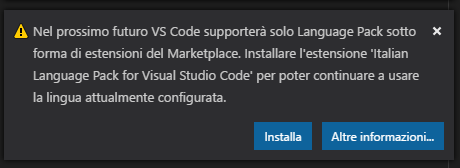 Nel prossimo futuro VS Code supporterà solo Language Pack sotto
forma di estensioni del Marketplace. Installare l'estensione 'Italian
Language Pack for Visual Studio Code' per poter continuare a usare
la lingua attualmente configurata.
Installa
Altre informazioni...